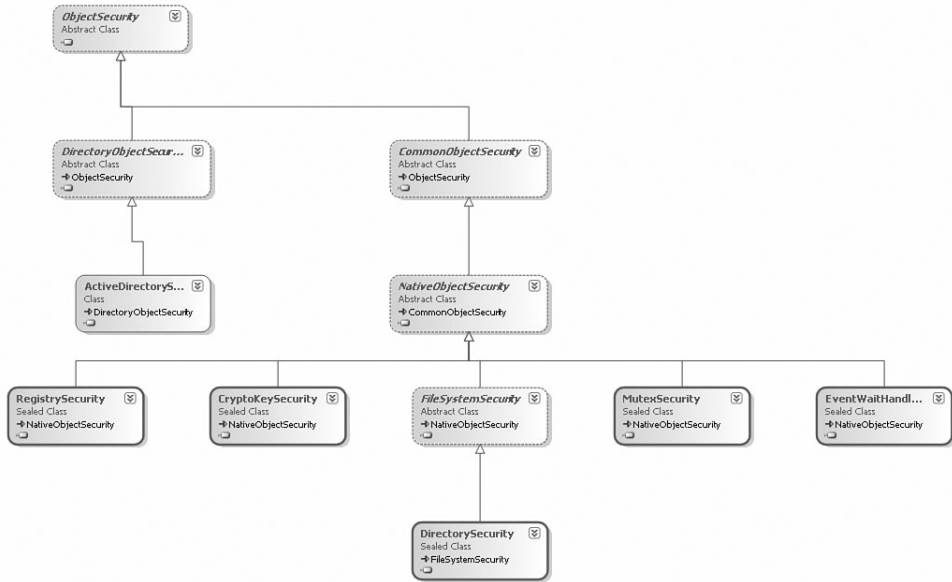 ObjectSecurity
Abstract Class
DirectoryObjectSecur...
Abstract Class
ObjectSecurity
CommonObjectSecurity
Abstract Class
ObjectSecurity
ActiveDirectoryS...
Class
DirectoryObjectSecurity
NativeObjectSecurity
Abstract Class
CommonObjectSecurity
RegistrySecurity
Sealed Class
NativeObjectSecurity
CryptoKeySecurity
Sealed Class
NativeObjectSecurity
FileSystemSecurity
Abstract Class
NativeObjectSecurity
MutexSecurity
Sealed Class
NativeObjectSecurity
EventWaitHandl...
Sealed Class
NativeObjectSecurity
DirectorySecurity
Sealed Class
FileSystemSecurity